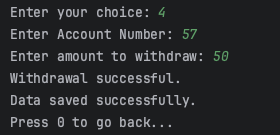 Enter your choice: 4
Enter Account Number: 57
Enter amount to withdraw: 50
Withdrawal successful.
Data saved successfully.
Press 0 to go back...